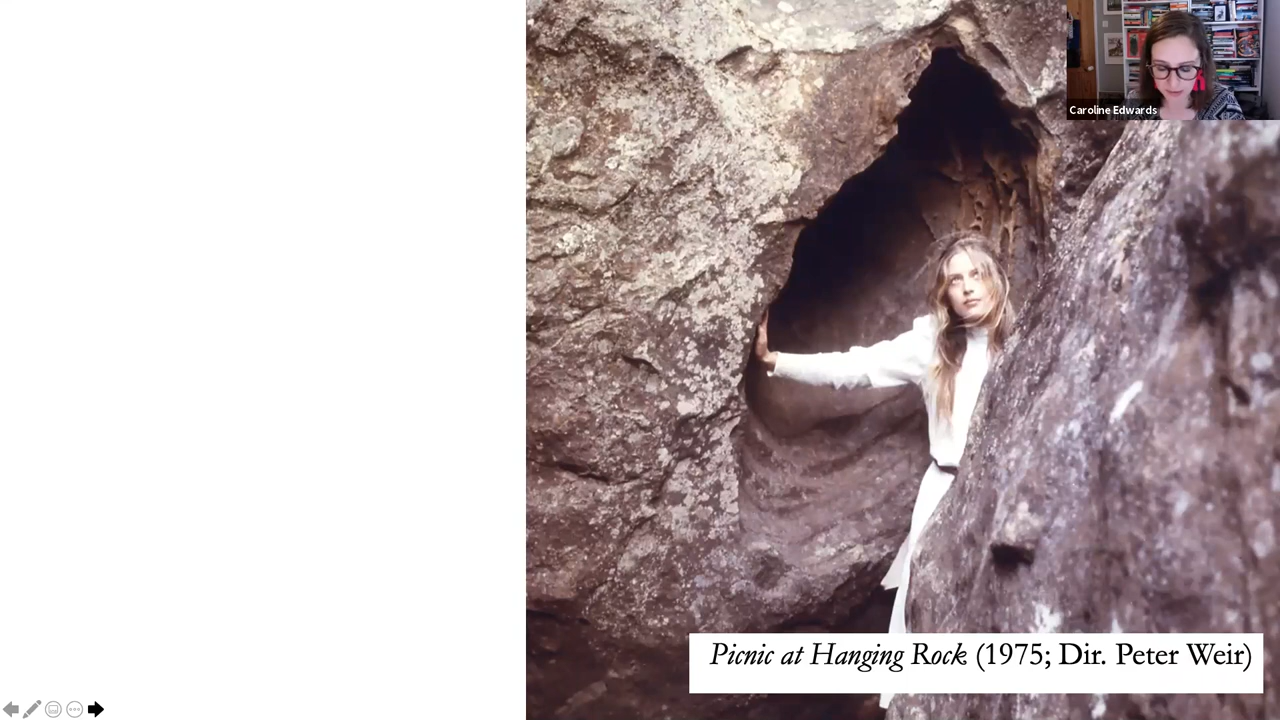 Caroline Edwards
Picnic at Hanging Rock (1975; Dir. Peter Weir)